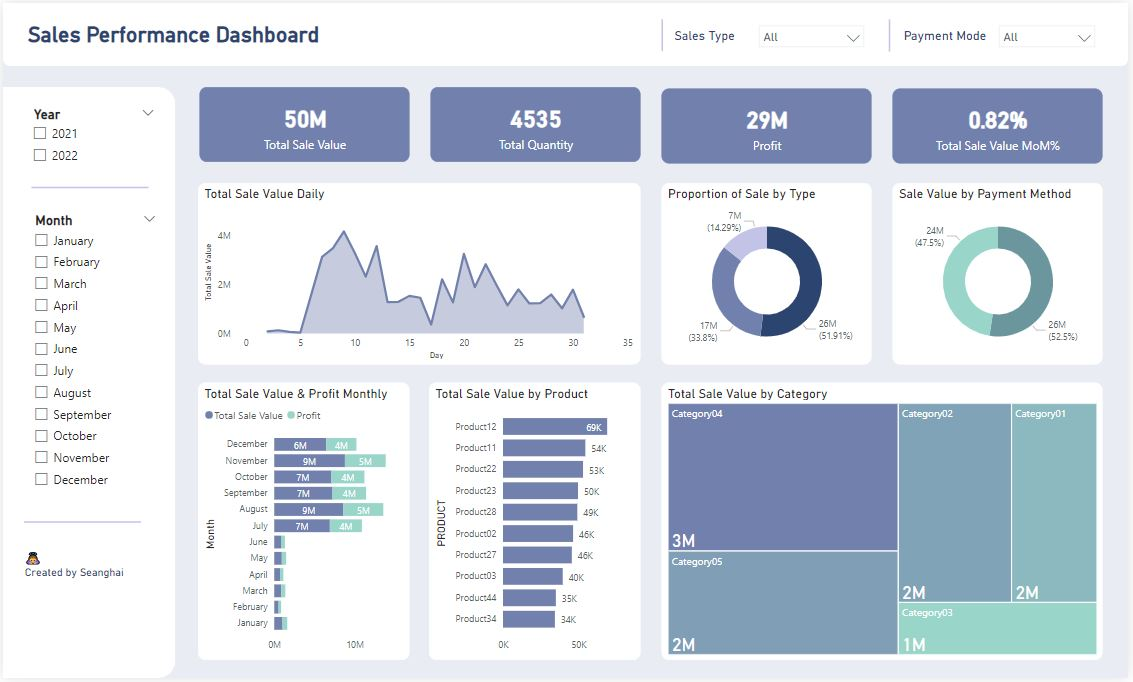 Sales Performance Dashboard
Sales Type
All
Payment Mode
All
Year
2021
2022
Month
January
February
March
April
May
June
July
August
September
October
November
December
Created by Seanghai
50M
Total Sale Value
4535
Total Quantity
29M
Profit
0.82%
Total Sale Value MoM%
Total Sale Value Daily
Total Sale Value
4M
2M
0M
0 5 10 15 20 25 30 35
Day
Proportion of Sale by Type
7M
(14.29%)
17M
(33.8%)
26M
(51.91%)
Sale Value by Payment Method
24M
(47.5%)
26M
(52.5%)
Total Sale Value & Profit Monthly
Total Sale Value Profit
Month
December 6M 4M
November 9M 5M
October 7M 4M
September 7M 4M
August 9M 5M
July 7M 4M
June
May
April
March
February
January
0M 10M
Total Sale Value by Product
PRODUCT
Product12 69K
Product11 54K
Product22 53K
Product23 50K
Product28 49K
Product02 46K
Product27 46K
Product03 40K
Product44 35K
Product34 34K
0K 50K
Total Sale Value by Category
Category04
3M
Category05
2M
Category02
2M
Category01
2M
Category03
1M